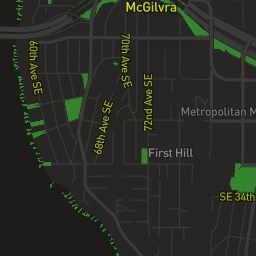 McGilvra
60th Ave SE
70th Ave SE
72nd Ave SE
68th Ave SE
Metropolitan M
First Hill
SE 34th